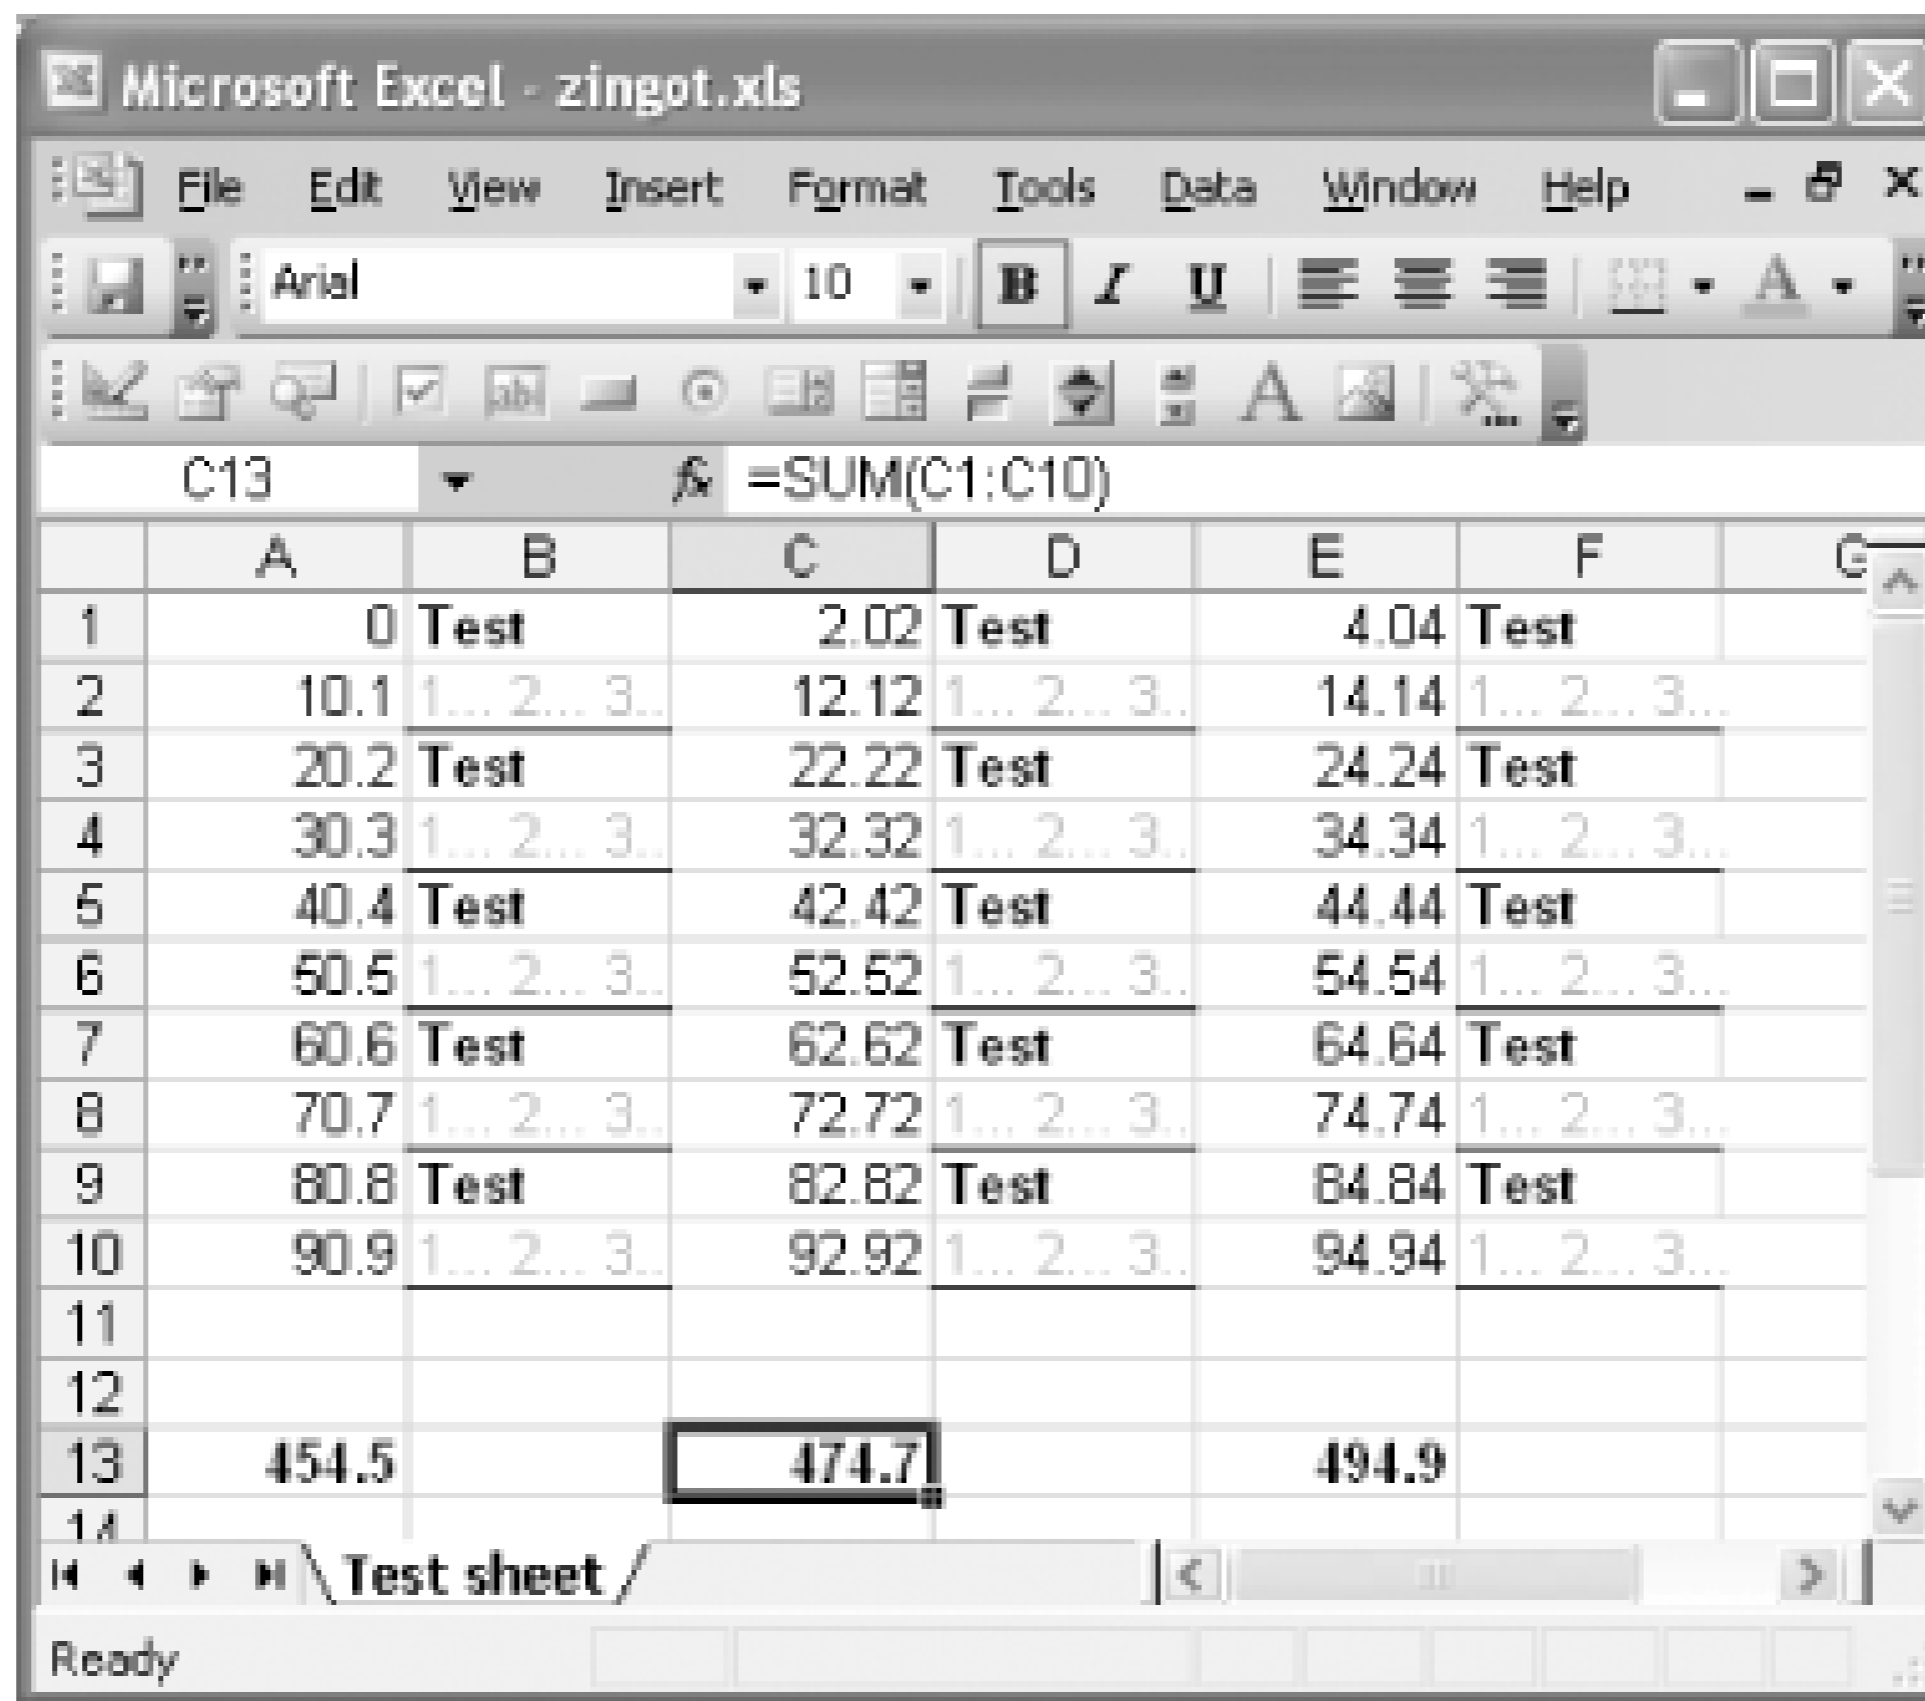 Microsoft Excel - zingot.xls
File Edit View Insert Format Tools Data Window Help
Arial 10 B I U A
abl A
C13 fx =SUM(C1:C10)
A B C D E F G
1 0 Test 2.02 Test 4.04 Test
2 10.1 1... 2... 3.. 12.12 1... 2... 3.. 14.14 1... 2... 3...
3 20.2 Test 22.22 Test 24.24 Test
4 30.3 1... 2... 3.. 32.32 1... 2... 3.. 34.34 1... 2... 3...
5 40.4 Test 42.42 Test 44.44 Test
6 50.5 1... 2... 3.. 52.52 1... 2... 3.. 54.54 1... 2... 3...
7 60.6 Test 62.62 Test 64.64 Test
8 70.7 1... 2... 3.. 72.72 1... 2... 3.. 74.74 1... 2... 3...
9 80.8 Test 82.82 Test 84.84 Test
10 90.9 1... 2... 3.. 92.92 1... 2... 3.. 94.94 1... 2... 3...
11
12
13 454.5 474.7 494.9
14
Test sheet
Ready